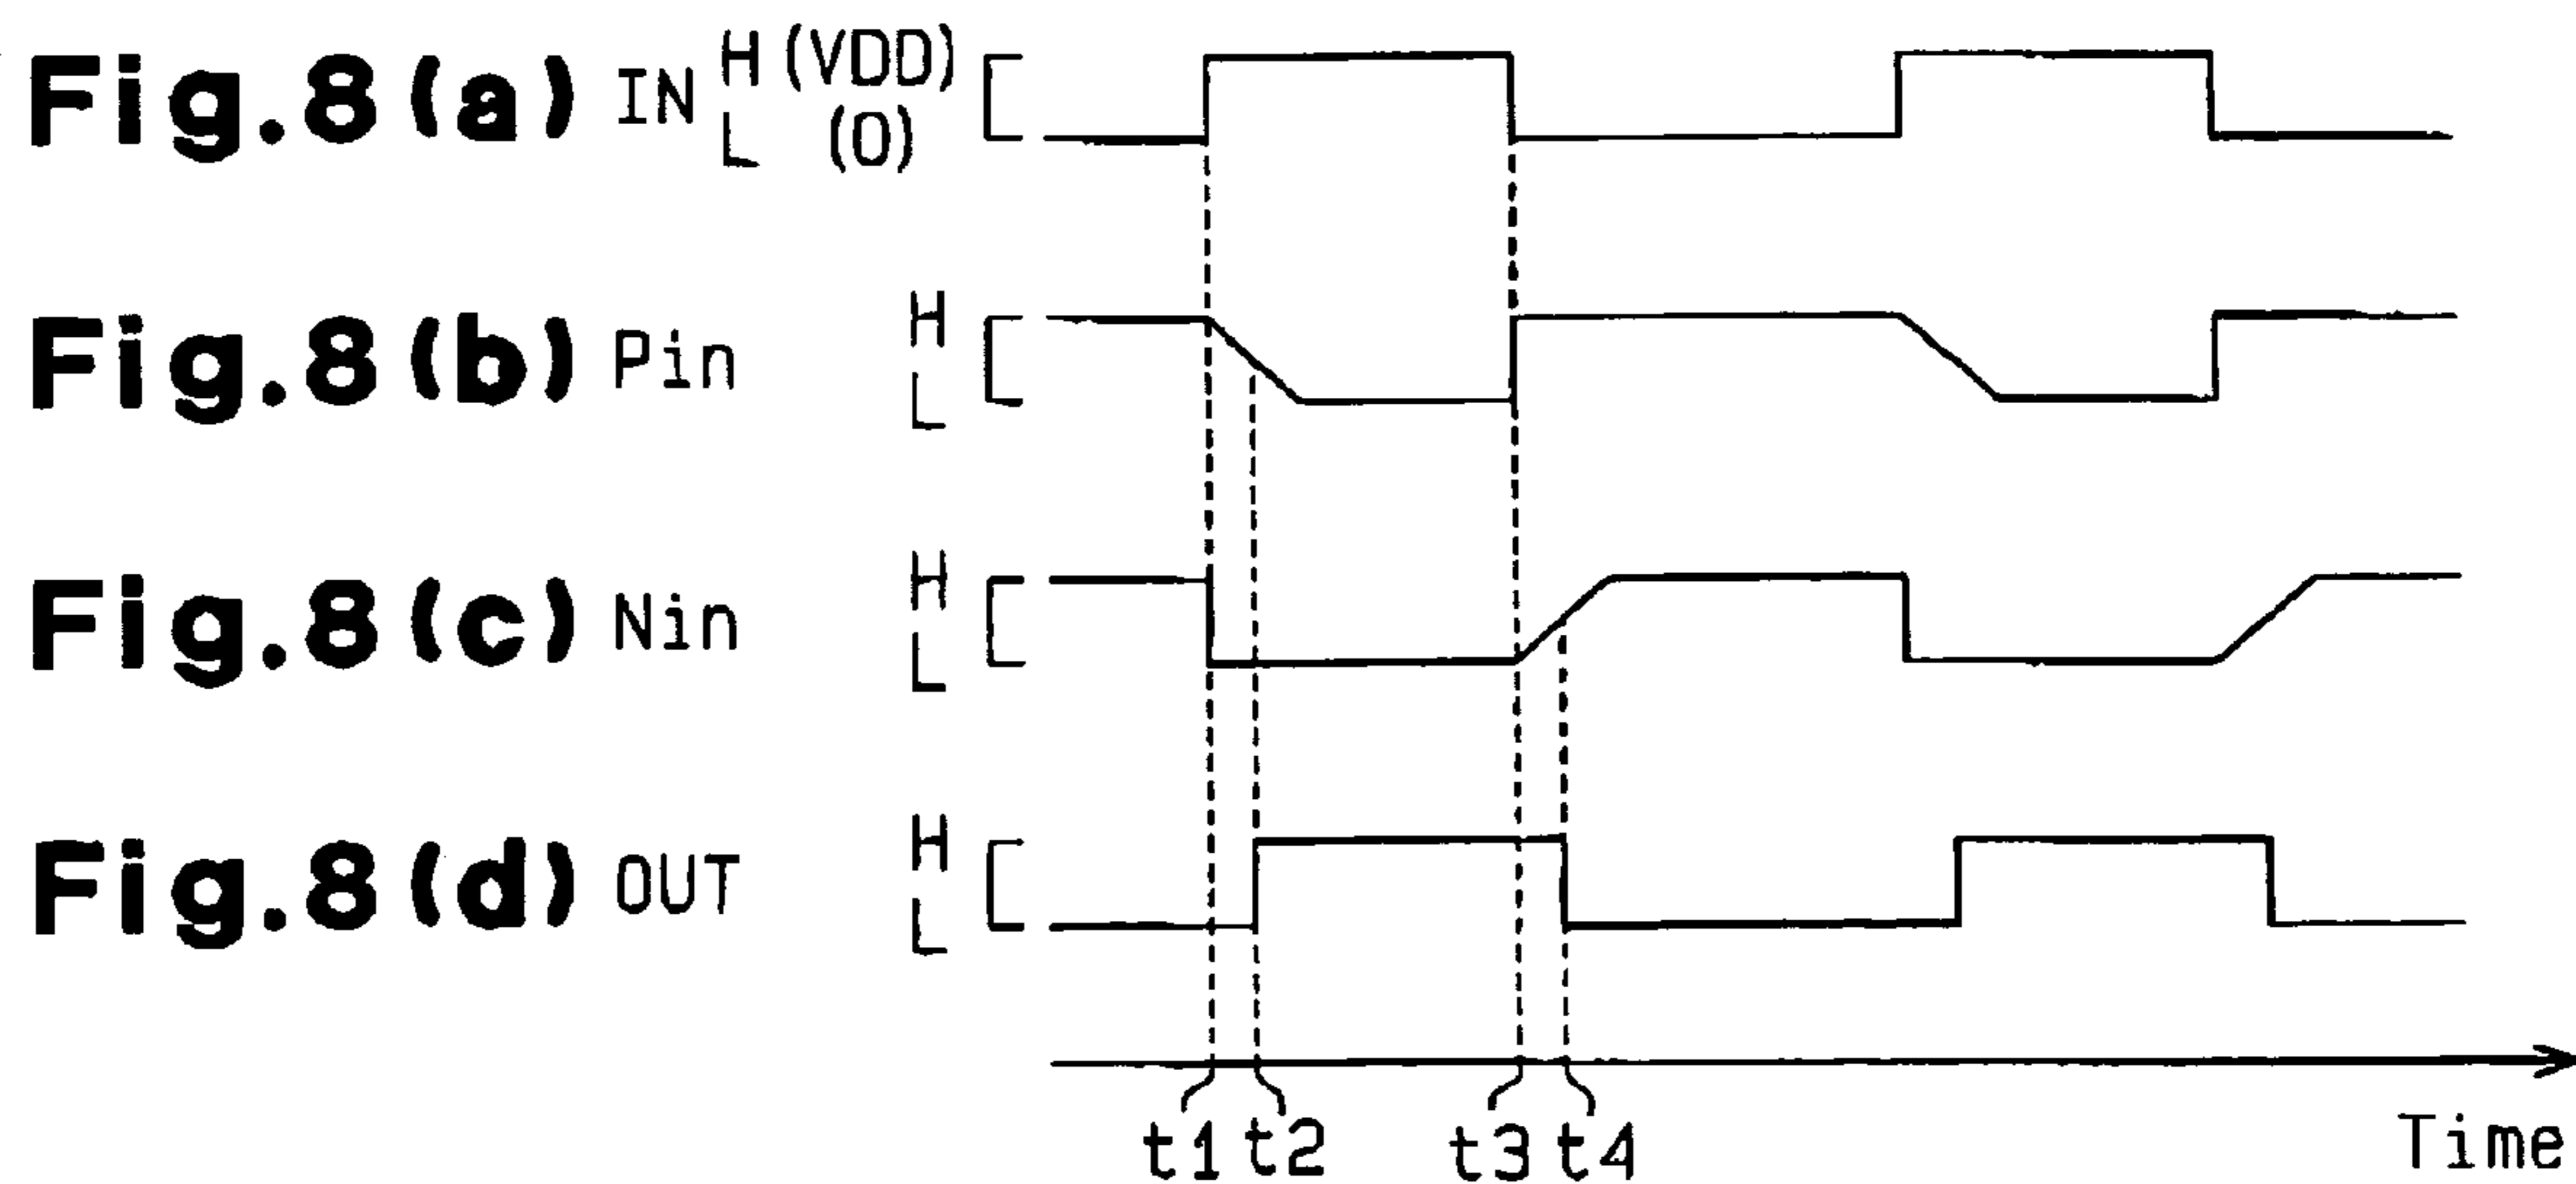 Fig.8(a) IN H (VDD)
L (0)
Fig.8(b) Pin H
L
Fig.8(c) Nin H
L
Fig.8(d) OUT H
L
t1 t2 t3 t4
Time